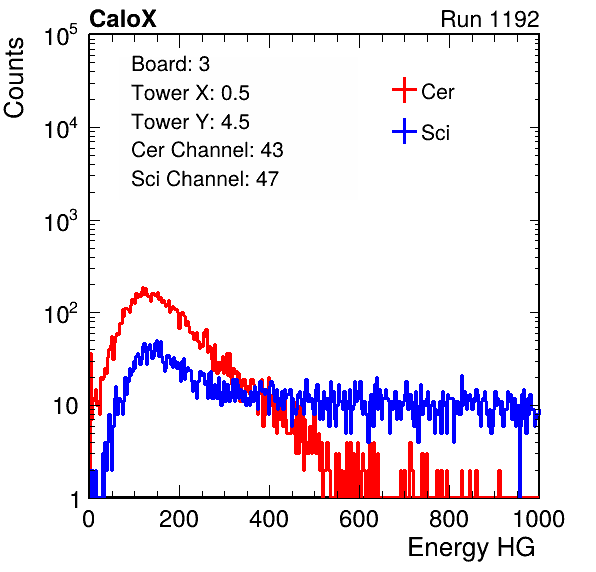 CaloX Run 1192
Counts
Board: 3
Tower X: 0.5
Tower Y: 4.5
Cer Channel: 43
Sci Channel: 47
Cer
Sci
10^5
10^4
10^3
10^2
10
1
0 200 400 600 800 1000
Energy HG